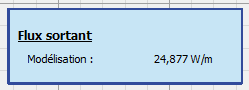 Flux sortant
Modélisation : 24,877 W/m